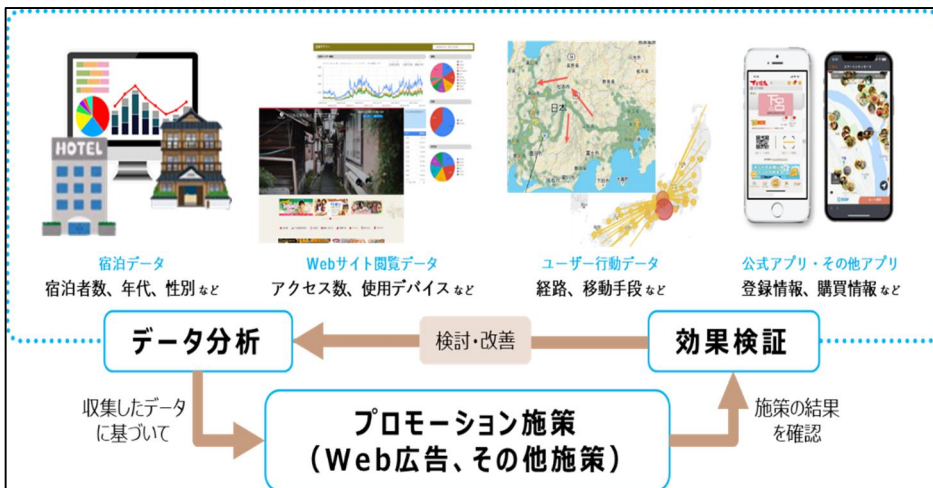 HOTEL
日本
下宮
宿泊データ
宿泊者数、年代、性別 など
Webサイト閲覧データ
アクセス数、使用デバイス など
ユーザー行動データ
経路、移動手段など
公式アプリ・その他アプリ
登録情報、購買情報 など
データ分析
検討・改善
効果検証
収集したデータ
に基づいて
プロモーション施策
(Web広告、その他施策)
施策の結果
を確認